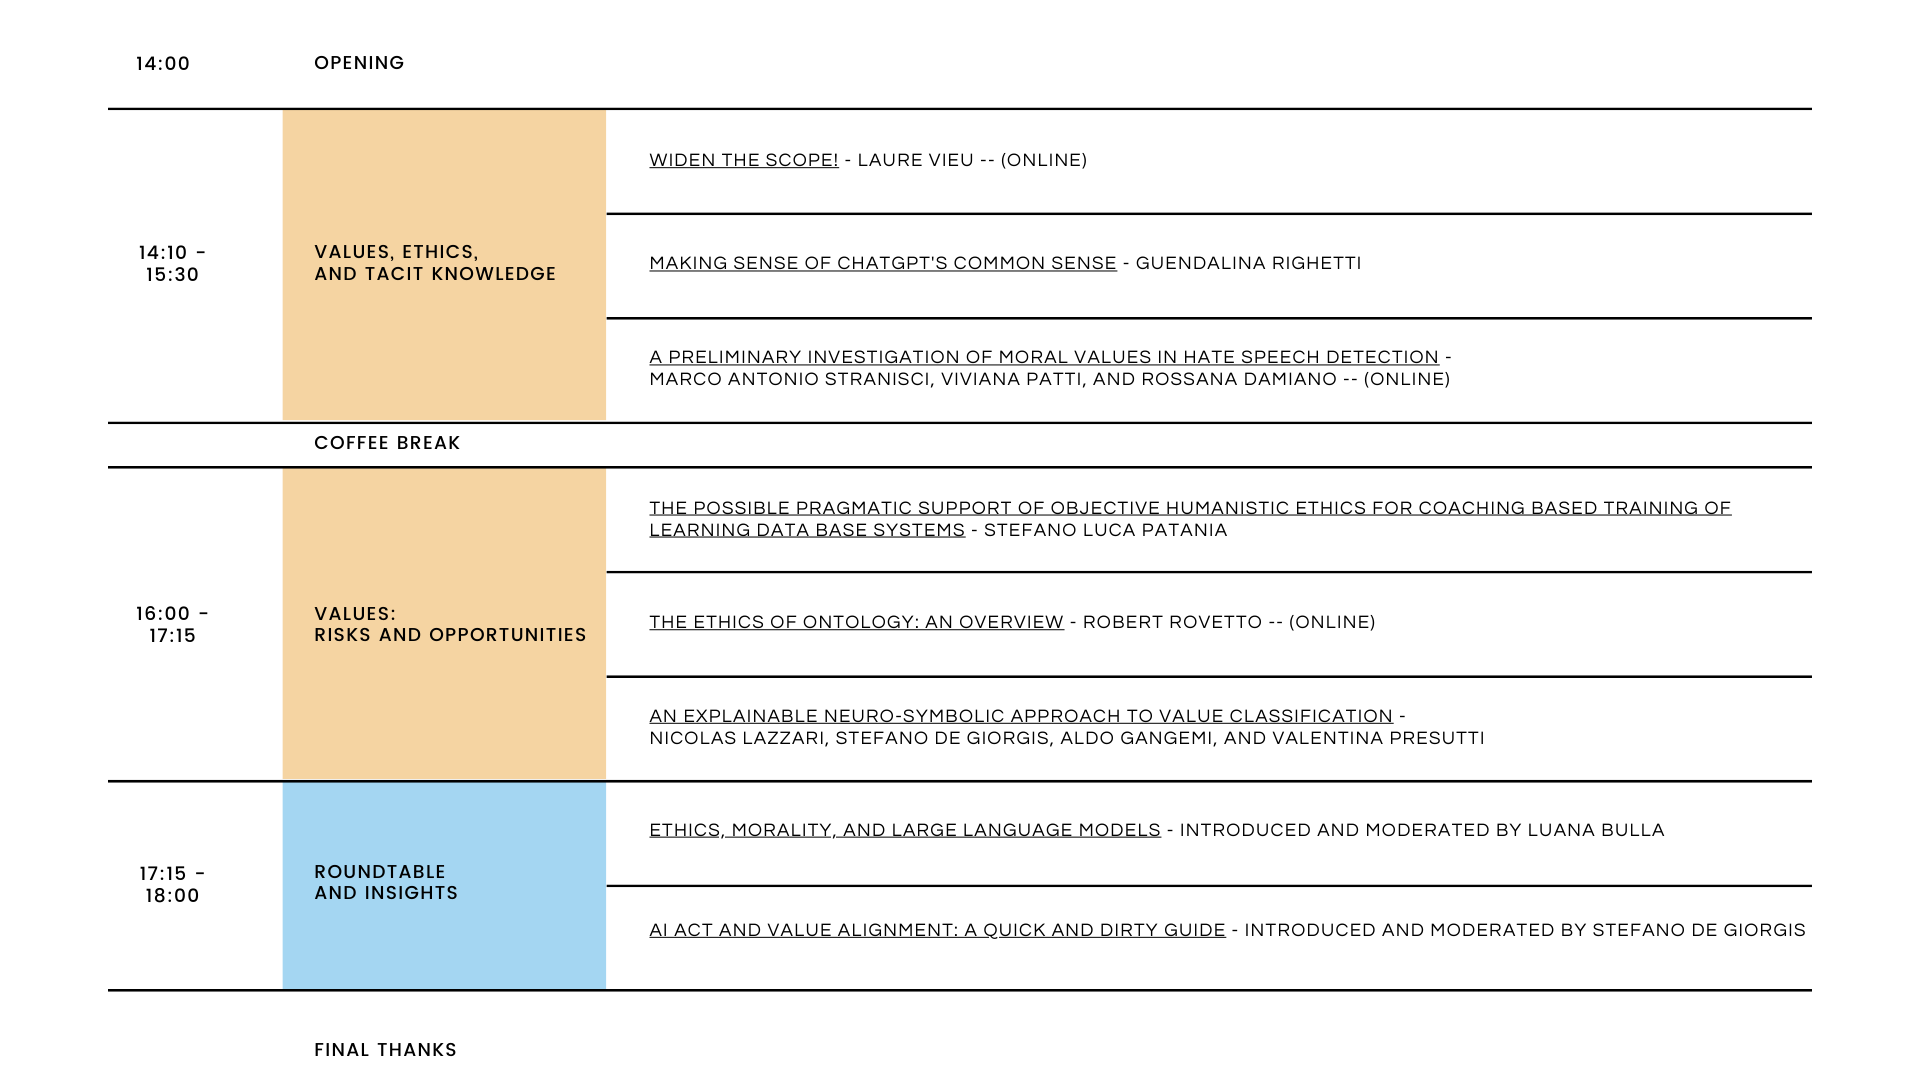 14:00
OPENING
14:10 -
15:30
VALUES, ETHICS,
AND TACIT KNOWLEDGE
WIDEN THE SCOPE! - LAURE VIEU -- (ONLINE)
MAKING SENSE OF CHATGPT'S COMMON SENSE - GUENDALINA RIGHETTI
A PRELIMINARY INVESTIGATION OF MORAL VALUES IN HATE SPEECH DETECTION -
MARCO ANTONIO STRANISCI, VIVIANA PATTI, AND ROSSANA DAMIANO -- (ONLINE)
COFFEE BREAK
16:00 -
17:15
VALUES:
RISKS AND OPPORTUNITIES
THE POSSIBLE PRAGMATIC SUPPORT OF OBJECTIVE HUMANISTIC ETHICS FOR COACHING BASED TRAINING OF
LEARNING DATA BASE SYSTEMS - STEFANO LUCA PATANIA
THE ETHICS OF ONTOLOGY: AN OVERVIEW - ROBERT ROVETTO -- (ONLINE)
AN EXPLAINABLE NEURO-SYMBOLIC APPROACH TO VALUE CLASSIFICATION -
NICOLAS LAZZARI, STEFANO DE GIORGIS, ALDO GANGEMI, AND VALENTINA PRESUTTI
17:15 -
18:00
ROUNDTABLE
AND INSIGHTS
ETHICS, MORALITY, AND LARGE LANGUAGE MODELS - INTRODUCED AND MODERATED BY LUANA BULLA
AI ACT AND VALUE ALIGNMENT: A QUICK AND DIRTY GUIDE - INTRODUCED AND MODERATED BY STEFANO DE GIORGIS
FINAL THANKS